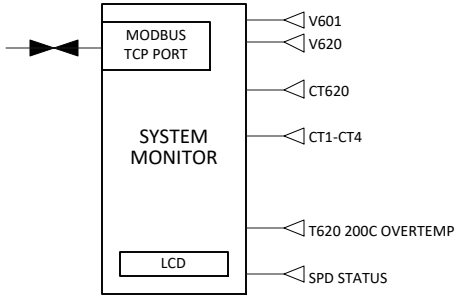 MODBUS
TCP PORT
V601
V620
CT620
SYSTEM
MONITOR
CT1-CT4
T620 200C OVERTEMP
LCD
SPD STATUS